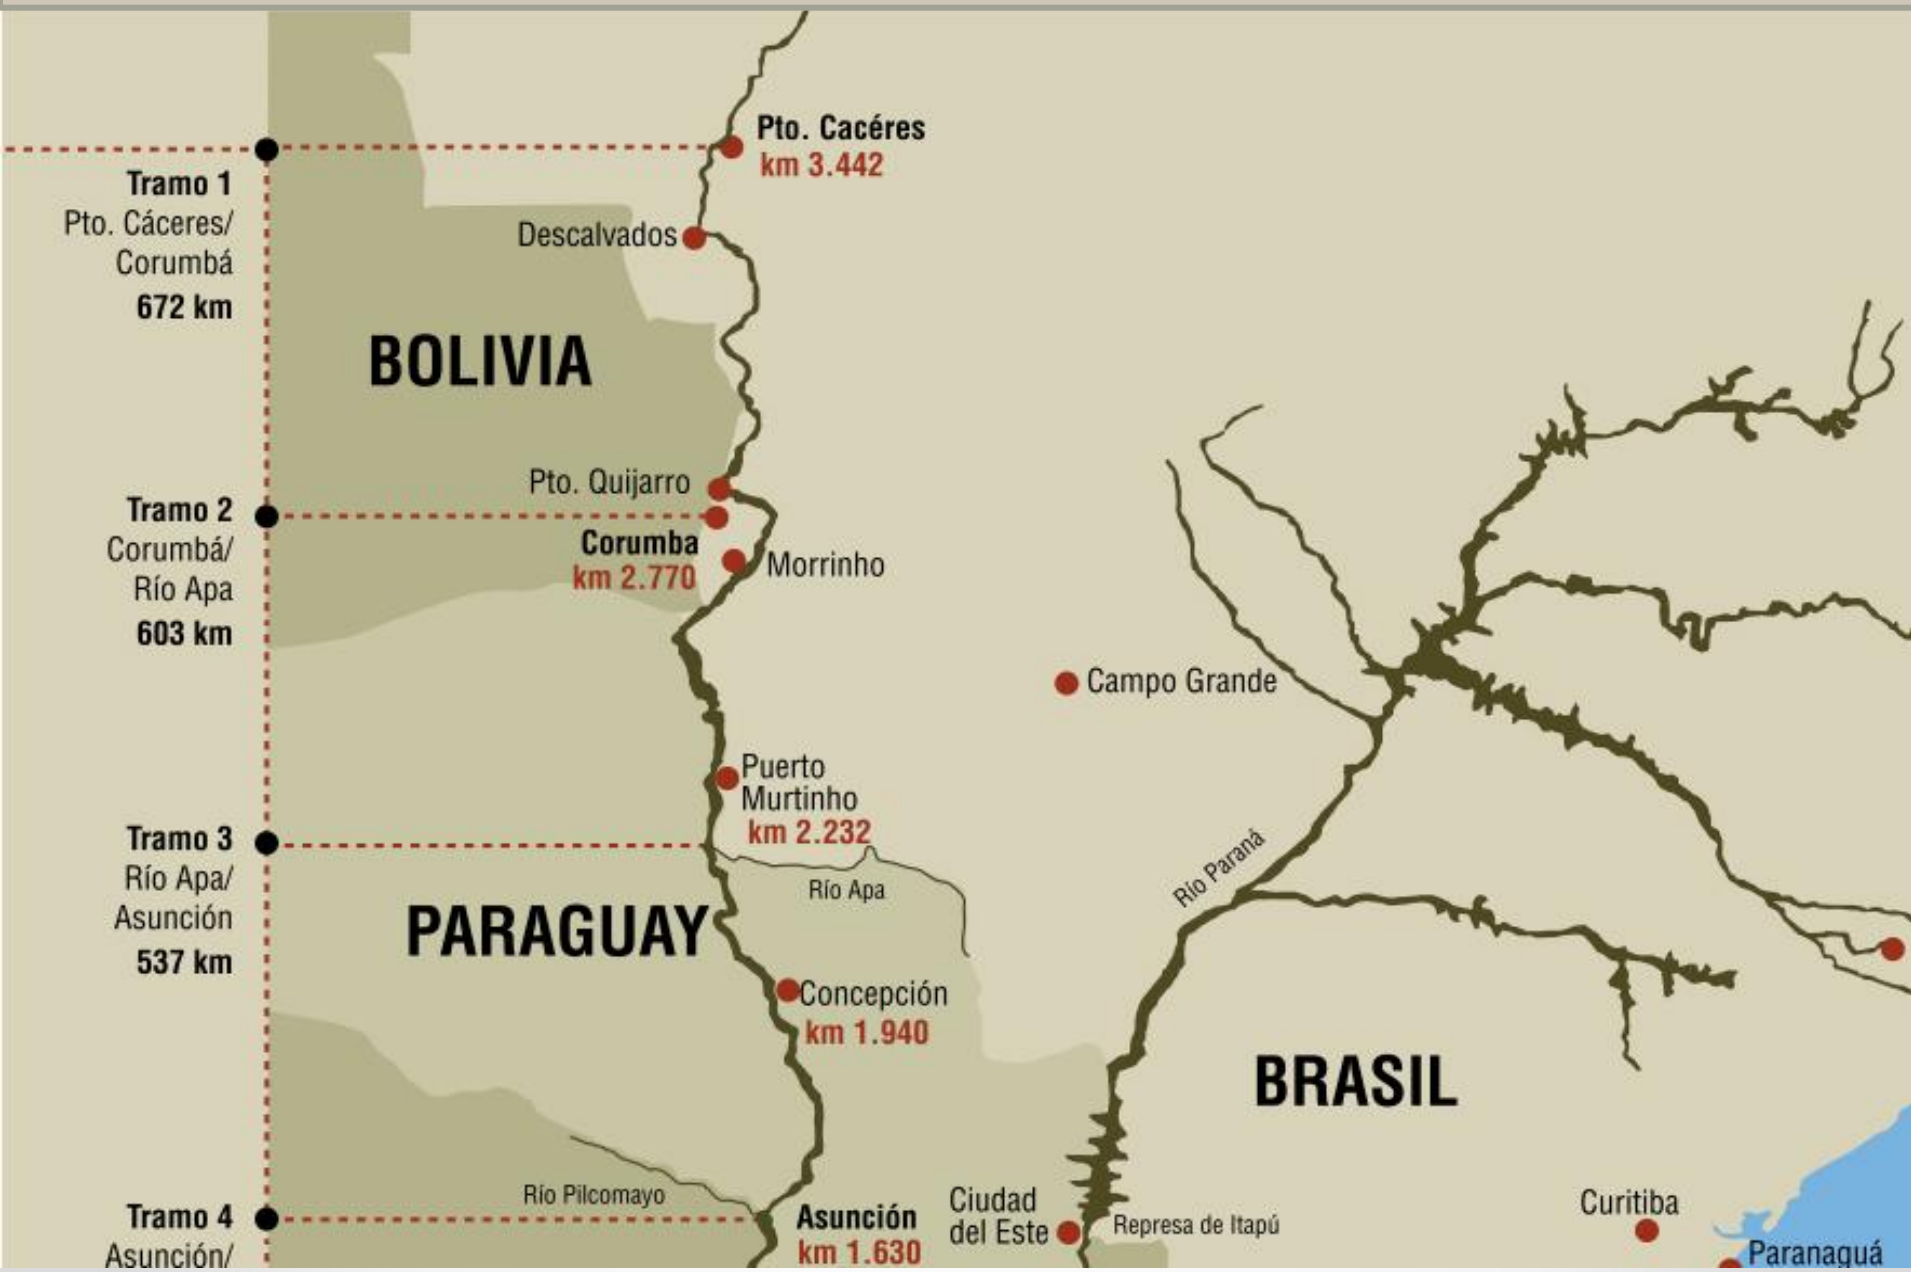 Pto. Cacéres
km 3.442
Tramo 1
Pto. Cáceres/
Corumbá
672 km
Descalvados
BOLIVIA
Pto. Quijarro
Tramo 2
Corumbá/
Río Apa
603 km
Corumba
km 2.770
Morrinho
Campo Grande
Puerto
Murtinho
km 2.232
Tramo 3
Río Apa/
Asunción
537 km
Río Apa
Río Paraná
PARAGUAY
Concepción
km 1.940
BRASIL
Río Pilcomayo
Tramo 4
Asunción/
Asunción
km 1.630
Ciudad
del Este
Represa de Itapú
Curitiba
Paranaguá